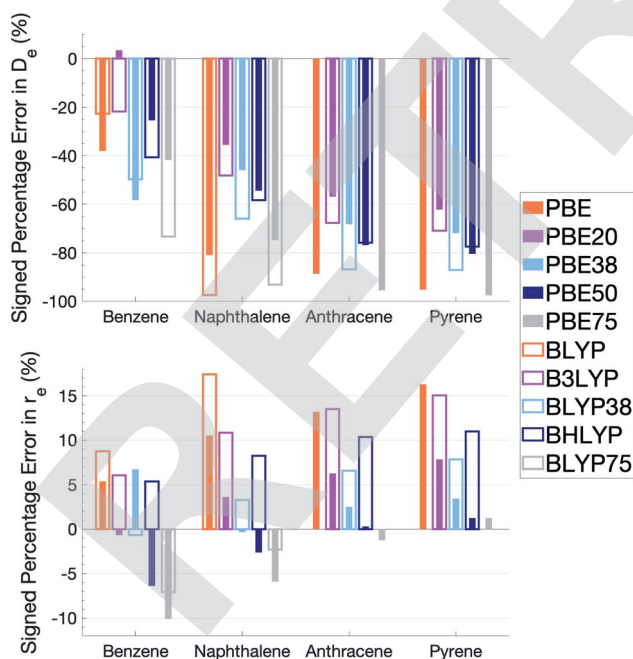 Signed Percentage Error in D_e (%)
0
-20
-40
-60
-80
-100
Benzene Naphthalene Anthracene Pyrene
PBE
PBE20
PBE38
PBE50
PBE75
BLYP
B3LYP
BLYP38
BHLYP
BLYP75
Signed Percentage Error in r_e (%)
15
10
5
0
-5
-10
Benzene Naphthalene Anthracene Pyrene